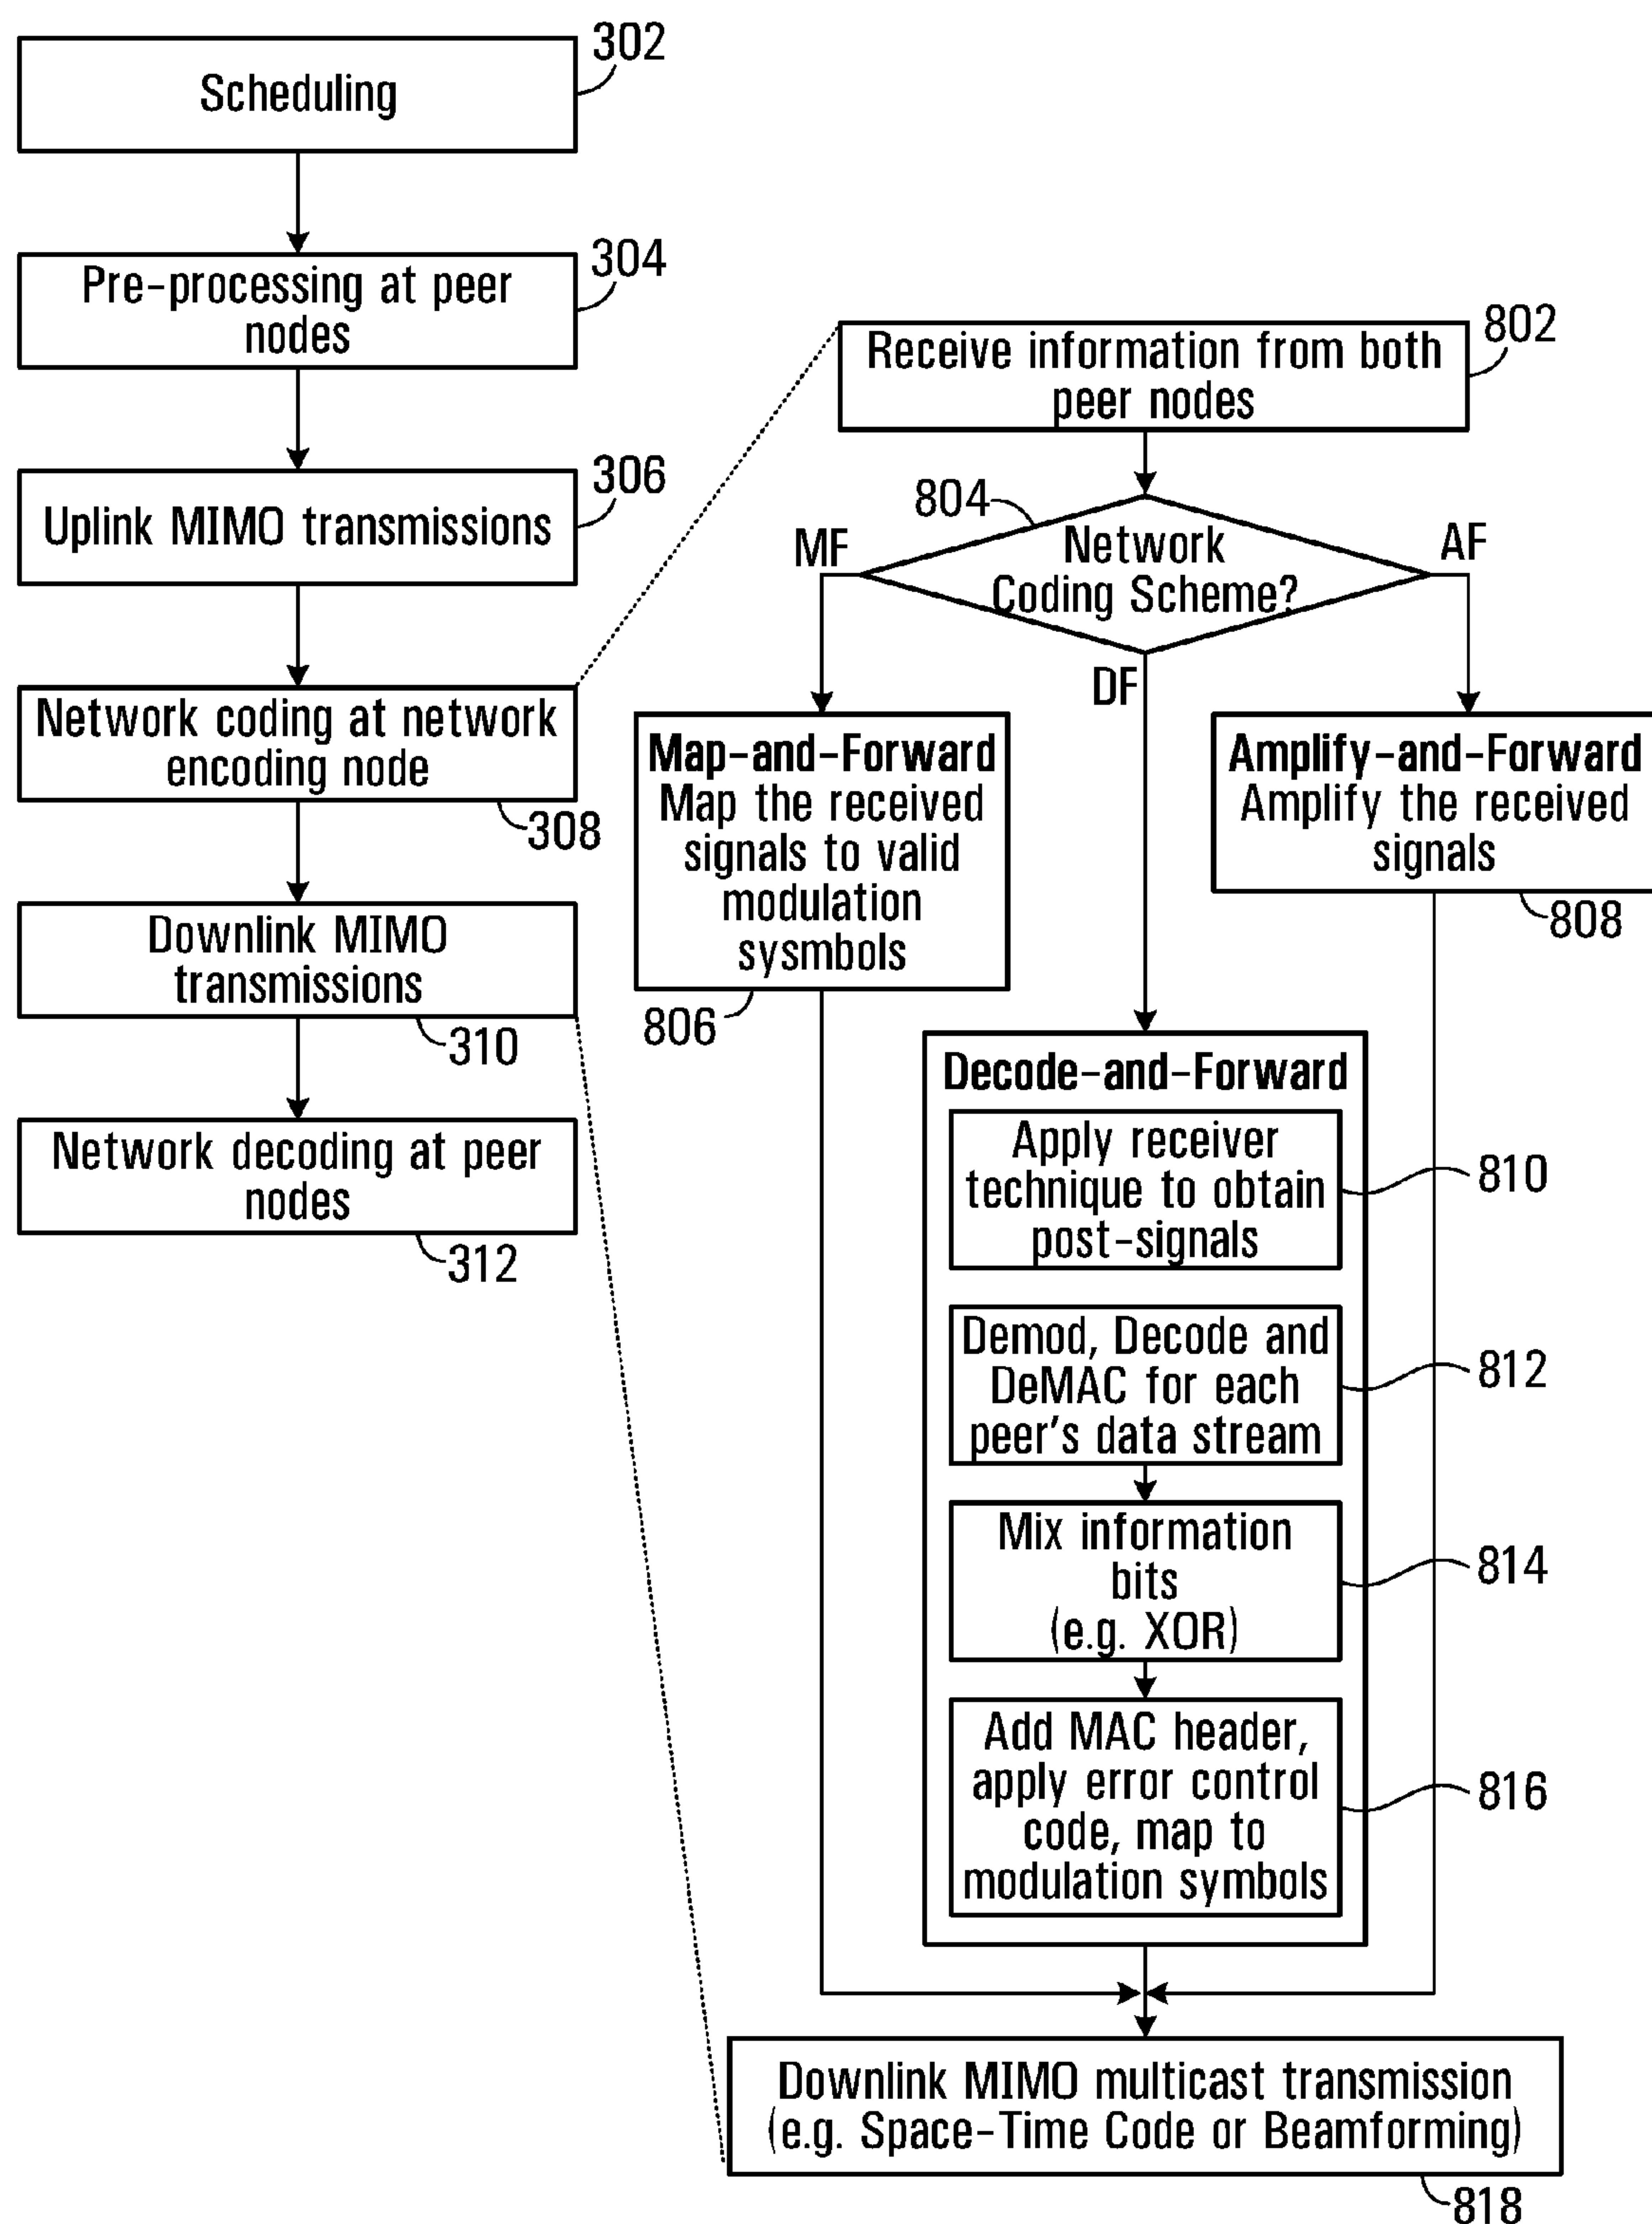 302
Scheduling
304
Pre-processing at peer
nodes
306
Uplink MIMO transmissions
Network coding at network
encoding node
308
Downlink MIMO
transmissions
310
Network decoding at peer
nodes
312
802
Receive information from both
peer nodes
804
Network
Coding Scheme?
MF
AF
DF
Map-and-Forward
Map the received
signals to valid
modulation
sysmbols
806
Amplify-and-Forward
Amplify the received
signals
808
Decode-and-Forward
Apply receiver
technique to obtain
post-signals
810
Demod, Decode and
DeMAC for each
peer's data stream
812
Mix information
bits
(e.g. XOR)
814
Add MAC header,
apply error control
code, map to
modulation symbols
816
Downlink MIMO multicast transmission
(e.g. Space-Time Code or Beamforming)
818